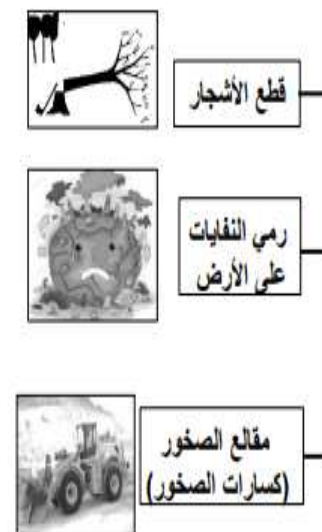 قطع الأشجار
رمي النفايات
على الأرض
مقالع الصخور
(كسارات الصخور)